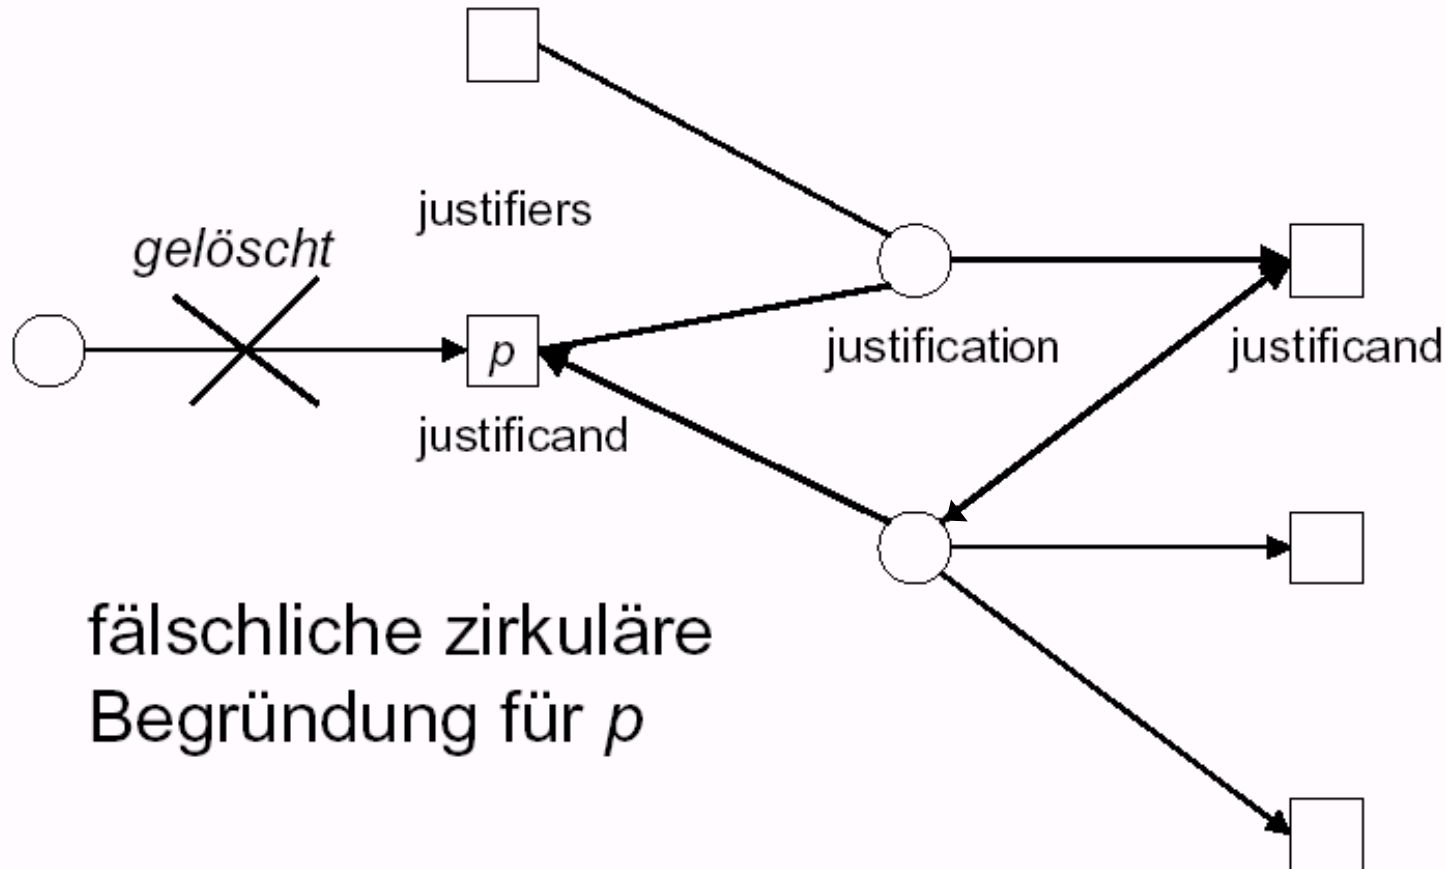 justifiers
gelöscht
p
justification
justificand
justificand
fälschliche zirkuläre
Begründung für p